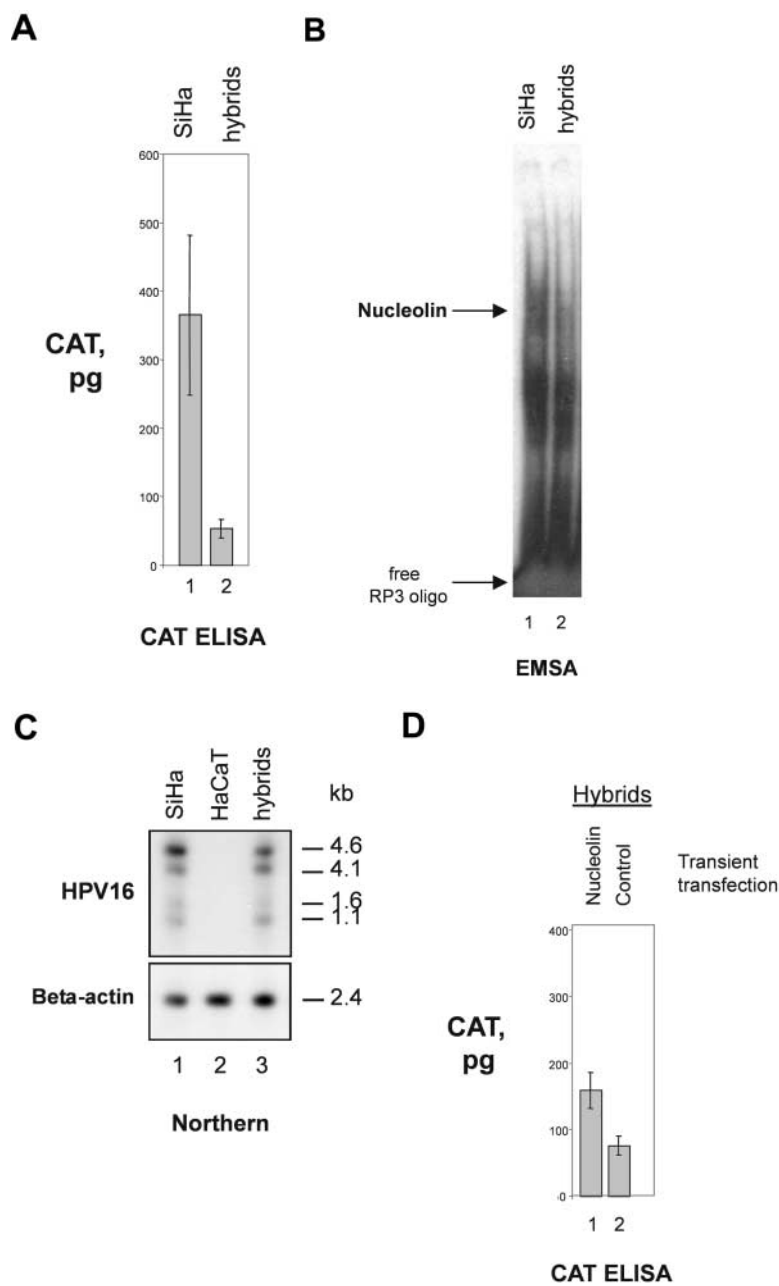 A
SiHa
hybrids
600
500
400
300
200
100
0
CAT,
pg
1 2
CAT ELISA
B
SiHa
hybrids
Nucleolin
free
RP3 oligo
1 2
EMSA
C
SiHa
HaCaT
hybrids
kb
HPV16
4.6
4.1
1.6
1.1
Beta-actin
2.4
1 2 3
Northern
D
Hybrids
Nucleolin
Control
Transient
transfection
400
300
200
100
0
CAT,
pg
1 2
CAT ELISA